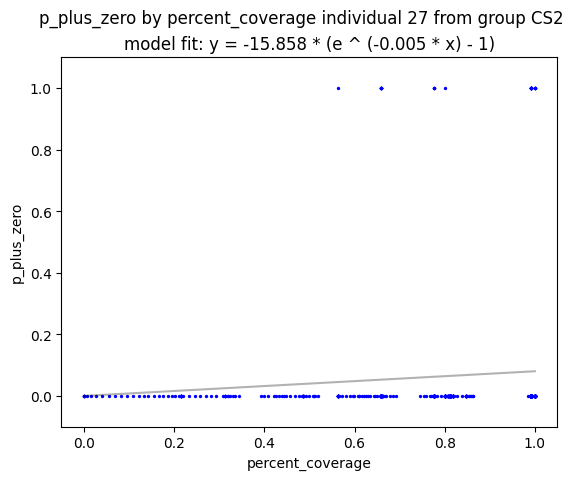 p_plus_zero by percent_coverage individual 27 from group CS2
model fit: y = -15.858 * (e ^ (-0.005 * x) - 1)
1.0
0.8
0.6
0.4
0.2
0.0
p_plus_zero
0.0 0.2 0.4 0.6 0.8 1.0
percent_coverage